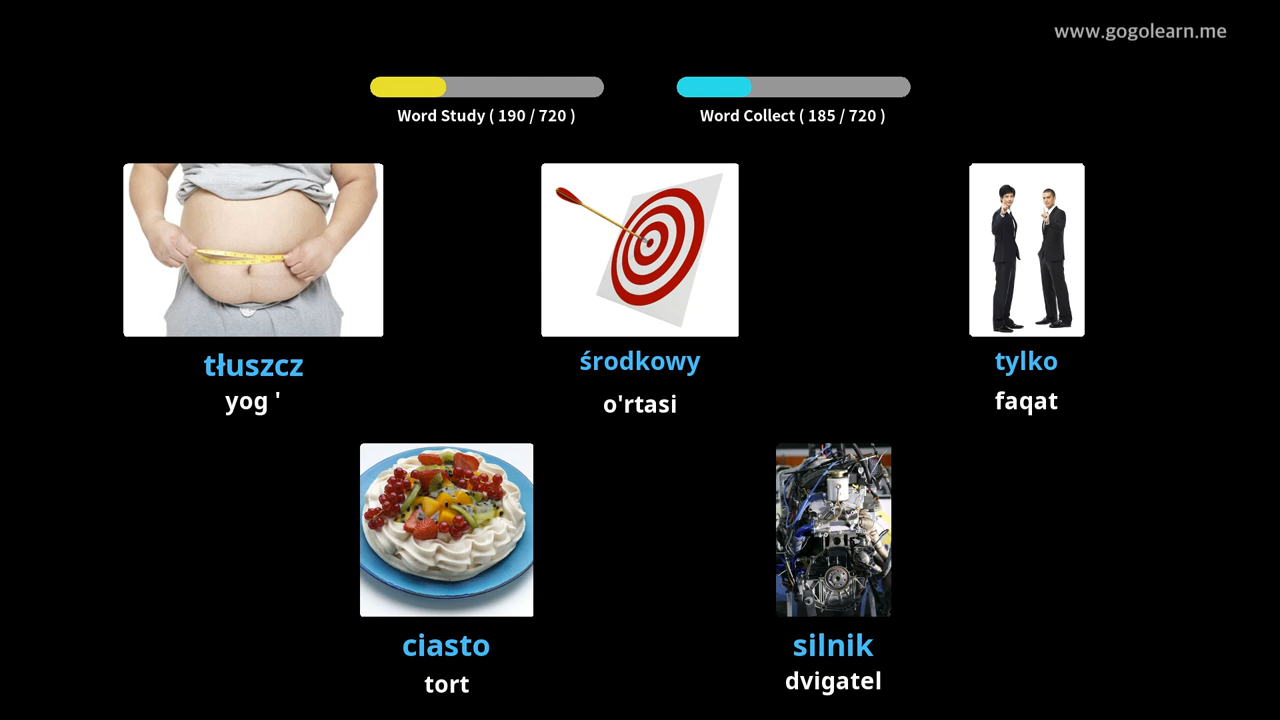 www.gogolearn.me
Word Study ( 190 / 720 )
Word Collect ( 185 / 720 )
tłuszcz
yog '
środkowy
o'rtasi
tylko
faqat
ciasto
tort
silnik
dvigatel